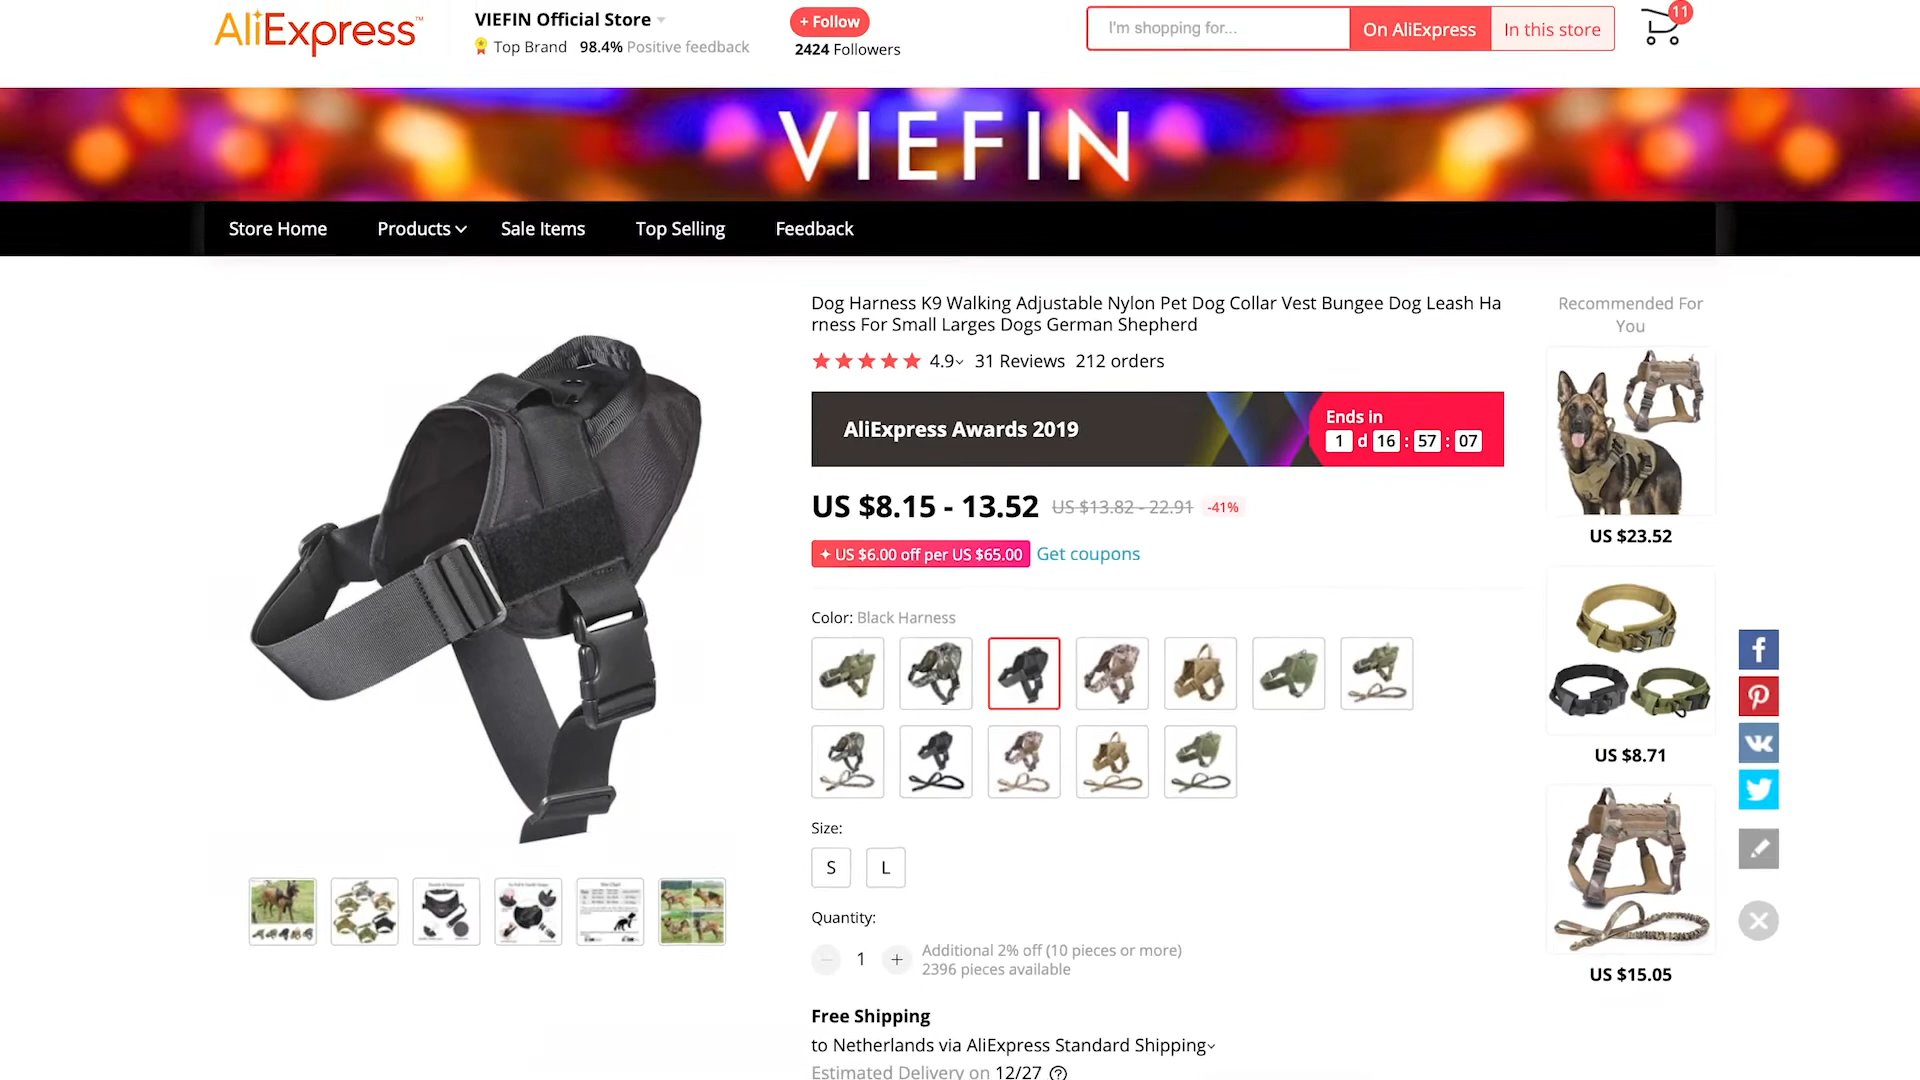 AliExpress™
VIEFIN Official Store
Top Brand 98.4% Positive feedback
+ Follow
2424 Followers
I'm shopping for...
On AliExpress
In this store
11
VIEFIN
Store Home
Products
Sale Items
Top Selling
Feedback
Dog Harness K9 Walking Adjustable Nylon Pet Dog Collar Vest Bungee Dog Leash Ha
rness For Small Larges Dogs German Shepherd
4.9 31 Reviews 212 orders
AliExpress Awards 2019
Ends in
1 d 16 : 57 : 07
US $8.15 - 13.52 US $13.82 - 22.91 -41%
US $6.00 off per US $65.00 Get coupons
Color: Black Harness
Size:
S L
Quantity:
1
Additional 2% off (10 pieces or more)
2396 pieces available
Free Shipping
to Netherlands via AliExpress Standard Shipping
Estimated Delivery on 12/27
Recommended For
You
US $23.52
US $8.71
US $15.05